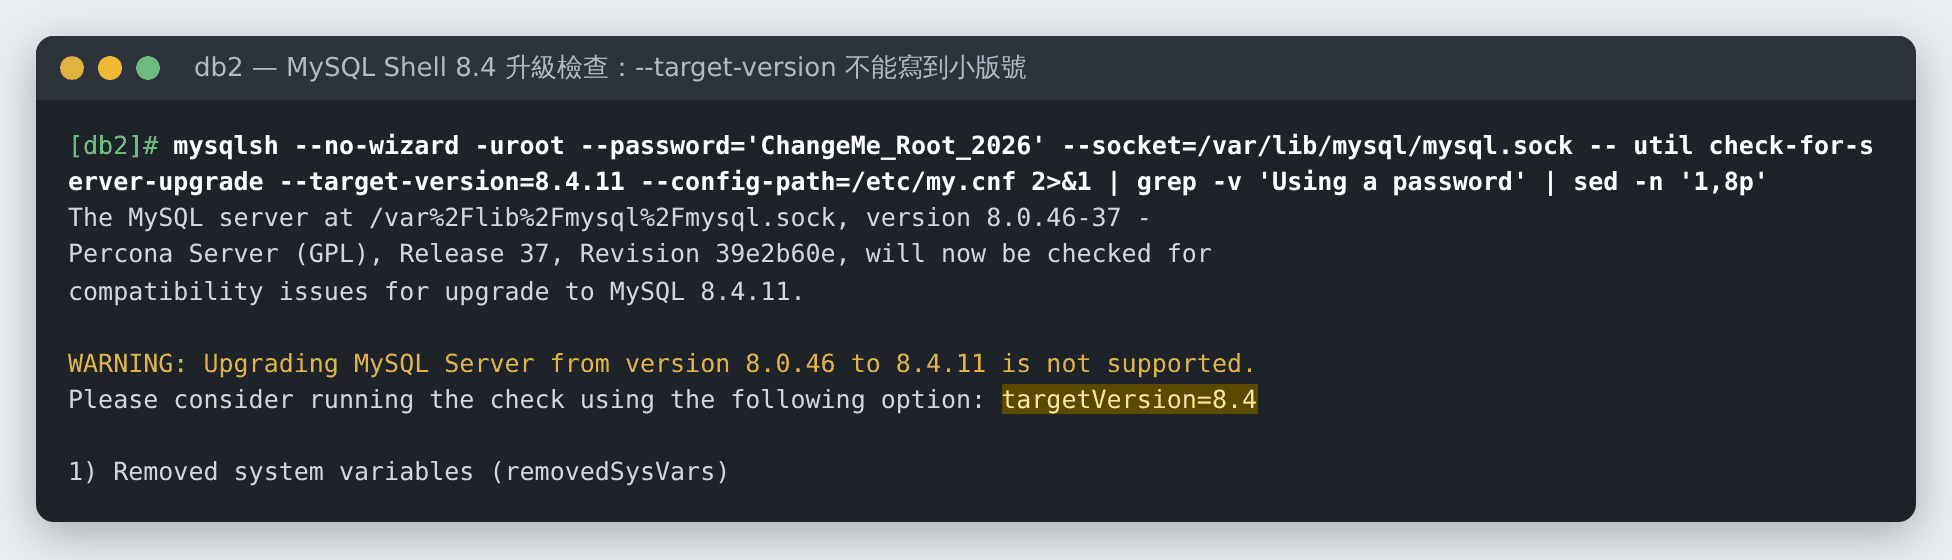 db2 — MySQL Shell 8.4 升級檢查：--target-version 不能寫到小版號
[db2]# mysqlsh --no-wizard -uroot --password='ChangeMe_Root_2026' --socket=/var/lib/mysql/mysql.sock -- util check-for-s
erver-upgrade --target-version=8.4.11 --config-path=/etc/my.cnf 2>&1 | grep -v 'Using a password' | sed -n '1,8p'
The MySQL server at /var%2Flib%2Fmysql%2Fmysql.sock, version 8.0.46-37 -
Percona Server (GPL), Release 37, Revision 39e2b60e, will now be checked for
compatibility issues for upgrade to MySQL 8.4.11.
WARNING: Upgrading MySQL Server from version 8.0.46 to 8.4.11 is not supported.
Please consider running the check using the following option: targetVersion=8.4
1) Removed system variables (removedSysVars)